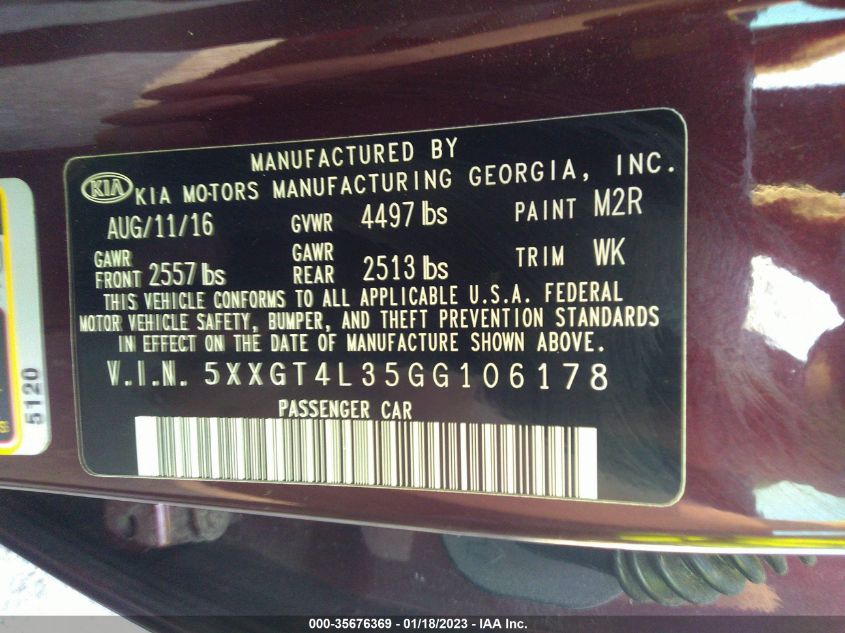 MANUFACTURED BY
KIA KIA MOTORS MANUFACTURING GEORGIA, INC.
AUG/11/16 GVWR 4497 lbs PAINT M2R
GAWR FRONT 2557 lbs GAWR REAR 2513 lbs TRIM WK
THIS VEHICLE CONFORMS TO ALL APPLICABLE U.S.A. FEDERAL
MOTOR VEHICLE SAFETY, BUMPER, AND THEFT PREVENTION STANDARDS
IN EFFECT ON THE DATE OF MANUFACTURE SHOWN ABOVE.
V.I.N. 5XXGT4L35GG106178
PASSENGER CAR
5120
000-35676369 - 01/18/2023 - IAA Inc.